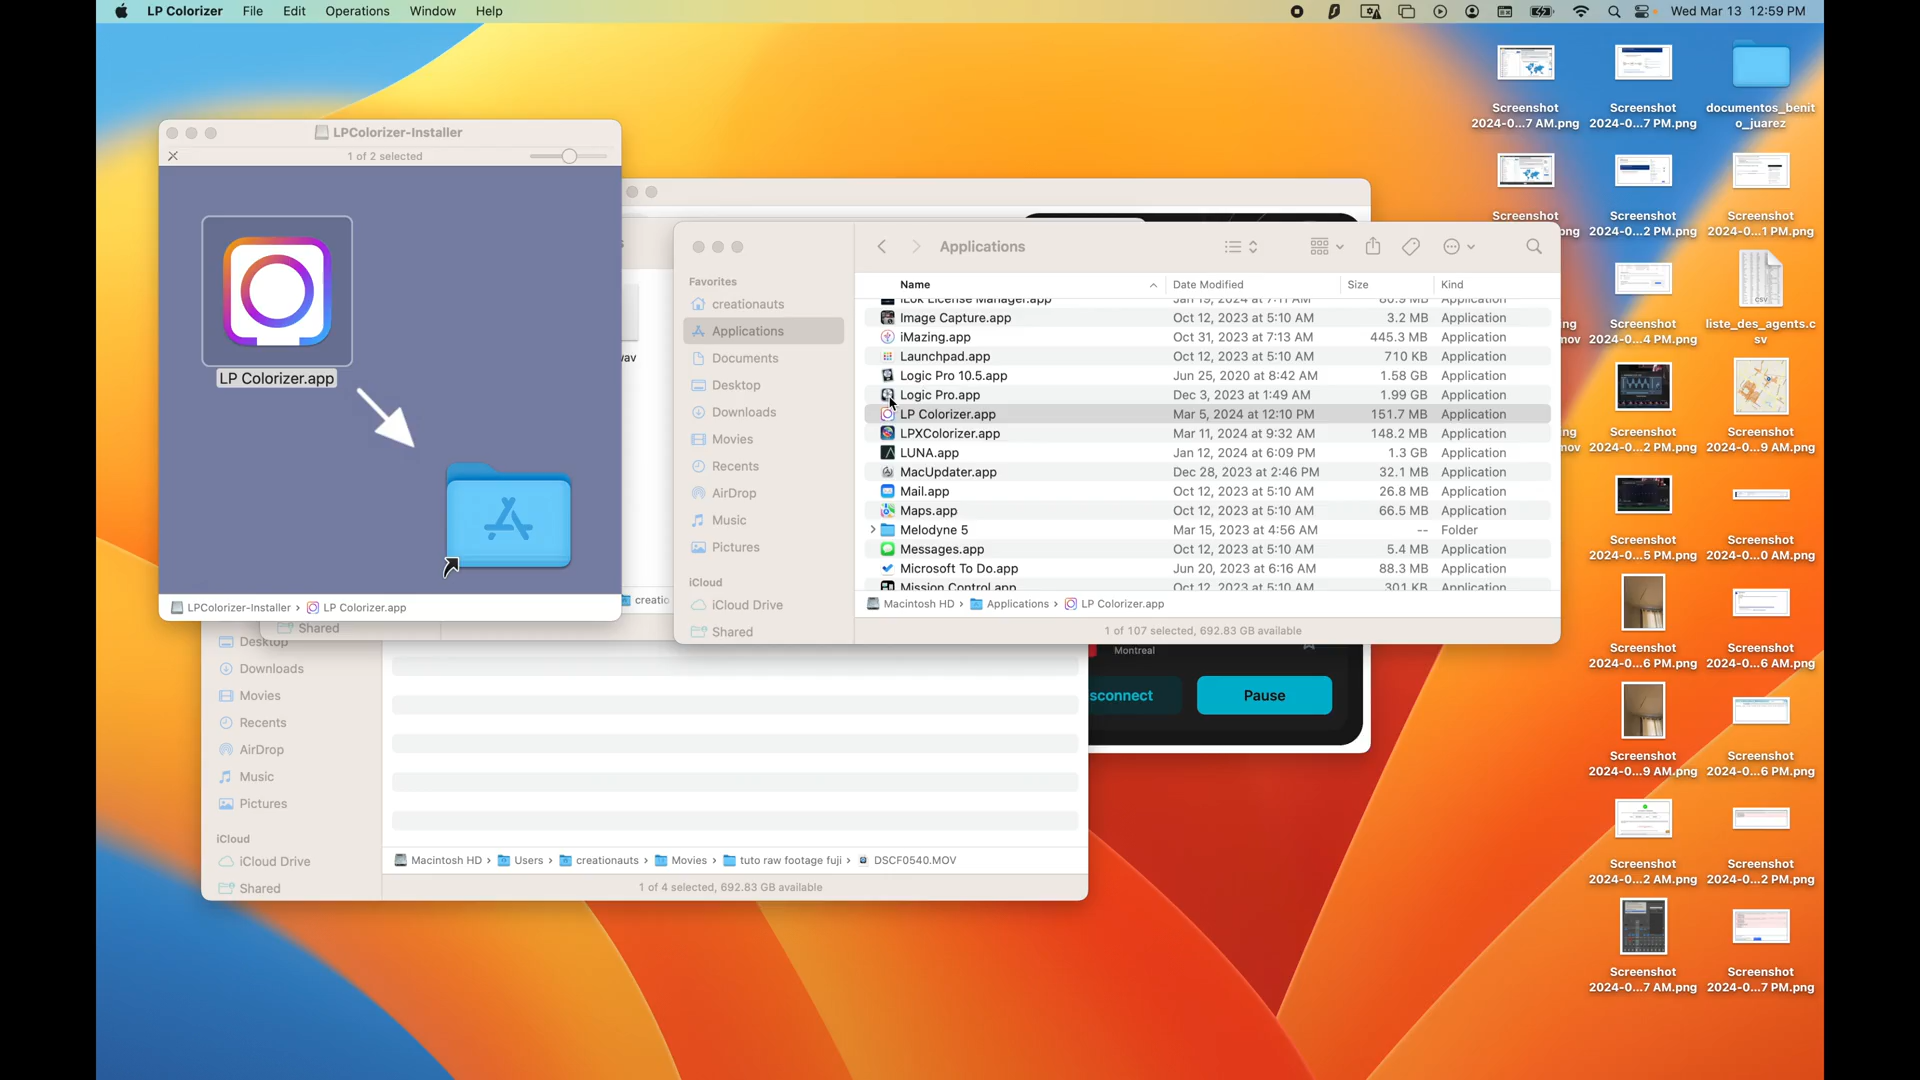 LP Colorizer File Edit Operations Window Help Wed Mar 13 12:59 PM
LPColorizer-Installer
1 of 2 selected
LP Colorizer.app
LPColorizer-Installer › LP Colorizer.app
Applications
Favorites
creationauts
Applications
Documents
Desktop
Downloads
Movies
Recents
AirDrop
Music
Pictures
iCloud
iCloud Drive
Shared
Name Date Modified Size Kind
iLok License Manager.app Jan 19, 2024 at 7:11 AM Application
Image Capture.app Oct 12, 2023 at 5:10 AM 3.2 MB Application
iMazing.app Oct 31, 2023 at 7:13 AM 445.3 MB Application
Launchpad.app Oct 12, 2023 at 5:10 AM 710 KB Application
Logic Pro 10.5.app Jun 25, 2020 at 8:42 AM 1.58 GB Application
Logic Pro.app Dec 3, 2023 at 1:49 AM 1.99 GB Application
LP Colorizer.app Mar 5, 2024 at 12:10 PM 151.7 MB Application
LPXColorizer.app Mar 11, 2024 at 9:32 AM 148.2 MB Application
LUNA.app Jan 12, 2024 at 6:09 PM 1.3 GB Application
MacUpdater.app Dec 28, 2023 at 2:46 PM 32.1 MB Application
Mail.app Oct 12, 2023 at 5:10 AM 26.8 MB Application
Maps.app Oct 12, 2023 at 5:10 AM 66.5 MB Application
Melodyne 5 Mar 15, 2023 at 4:56 AM -- Folder
Messages.app Oct 12, 2023 at 5:10 AM 5.4 MB Application
Microsoft To Do.app Jun 20, 2023 at 6:16 AM 88.3 MB Application
Mission Control.app Oct 12, 2023 at 5:10 AM 301 KB Application
Macintosh HD › Applications › LP Colorizer.app
1 of 107 selected, 692.83 GB available
av
creatio
Shared
Montreal
sconnect Pause
Desktop
Downloads
Movies
Recents
AirDrop
Music
Pictures
iCloud
iCloud Drive
Shared
Macintosh HD › Users › creationauts › Movies › tuto raw footage fuji › DSCF0540.MOV
1 of 4 selected, 692.83 GB available
Screenshot
2024-0...7 AM.png
Screenshot
2024-0...7 PM.png
documentos_benit
o_juarez
Screenshot
ng
Screenshot
2024-0...2 PM.png
Screenshot
2024-0...1 PM.png
ng
nov
Screenshot
2024-0...4 PM.png
liste_des_agents.c
sv
CSV
ng
nov
Screenshot
2024-0...2 PM.png
Screenshot
2024-0...9 AM.png
Screenshot
2024-0...5 PM.png
Screenshot
2024-0...0 AM.png
Screenshot
2024-0...6 PM.png
Screenshot
2024-0...6 AM.png
Screenshot
2024-0...9 AM.png
Screenshot
2024-0...6 PM.png
Screenshot
2024-0...2 AM.png
Screenshot
2024-0...2 PM.png
Screenshot
2024-0...7 AM.png
Screenshot
2024-0...7 PM.png